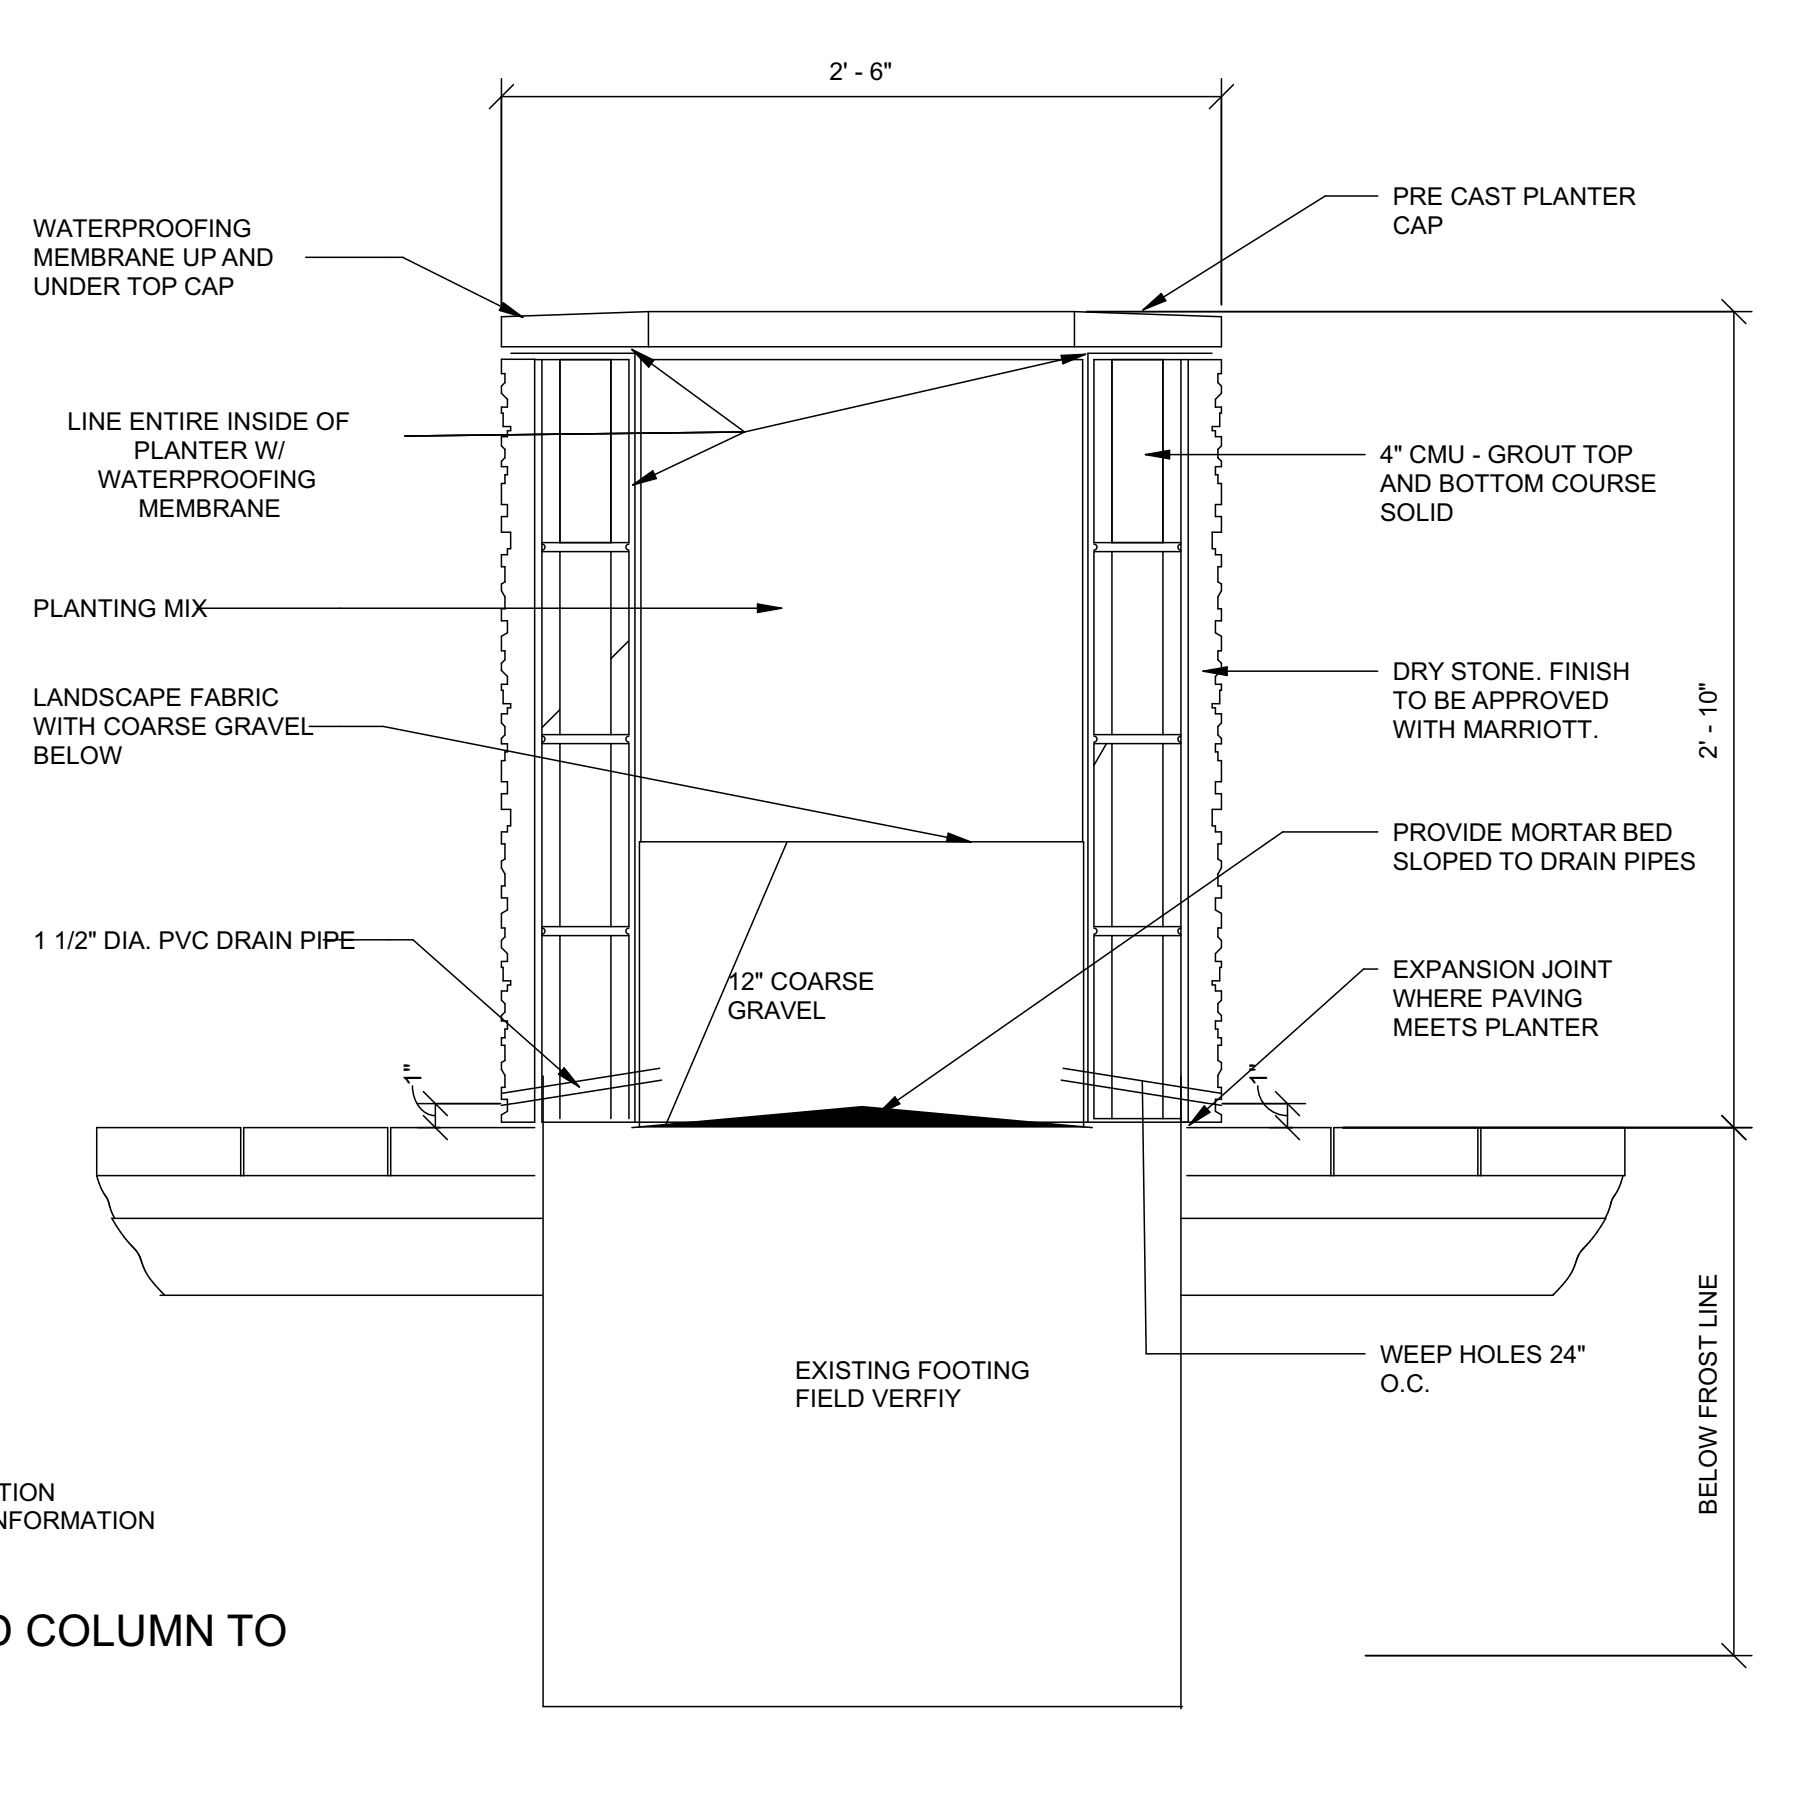 2' - 6"
WATERPROOFING
MEMBRANE UP AND
UNDER TOP CAP
LINE ENTIRE INSIDE OF
PLANTER W/
WATERPROOFING
MEMBRANE
PLANTING MIX
LANDSCAPE FABRIC
WITH COARSE GRAVEL
BELOW
1 1/2" DIA. PVC DRAIN PIPE
1"
12" COARSE
GRAVEL
PRE CAST PLANTER
CAP
4" CMU - GROUT TOP
AND BOTTOM COURSE
SOLID
DRY STONE. FINISH
TO BE APPROVED
WITH MARRIOTT.
2' - 10"
PROVIDE MORTAR BED
SLOPED TO DRAIN PIPES
EXPANSION JOINT
WHERE PAVING
MEETS PLANTER
1"
WEEP HOLES 24"
O.C.
BELOW FROST LINE
EXISTING FOOTING
FIELD VERFIY
TION
NFORMATION
COLUMN TO